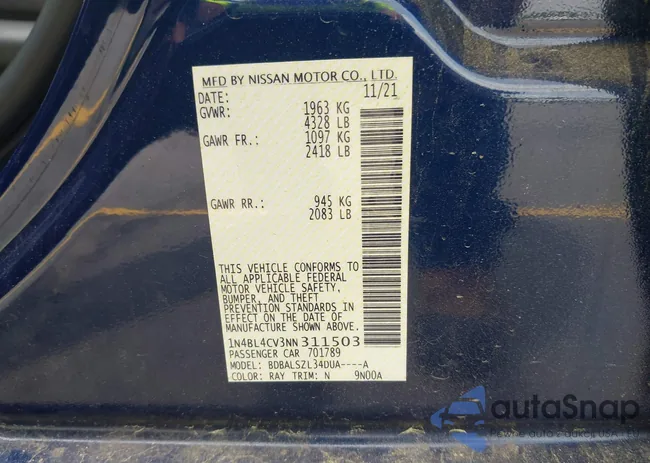 MFD BY NISSAN MOTOR CO., LTD.
DATE: 11/21
GVWR: 1963 KG
4328 LB
GAWR FR.: 1097 KG
2418 LB
GAWR RR.: 945 KG
2083 LB
THIS VEHICLE CONFORMS TO
ALL APPLICABLE FEDERAL
MOTOR VEHICLE SAFETY,
BUMPER, AND THEFT
PREVENTION STANDARDS IN
EFFECT ON THE DATE OF
MANUFACTURE SHOWN ABOVE.
1N4BL4CV3NN311503
PASSENGER CAR 701789
MODEL: BDBALSZL34DUA----A
COLOR: RAY TRIM: N 9N00A
autoSnap